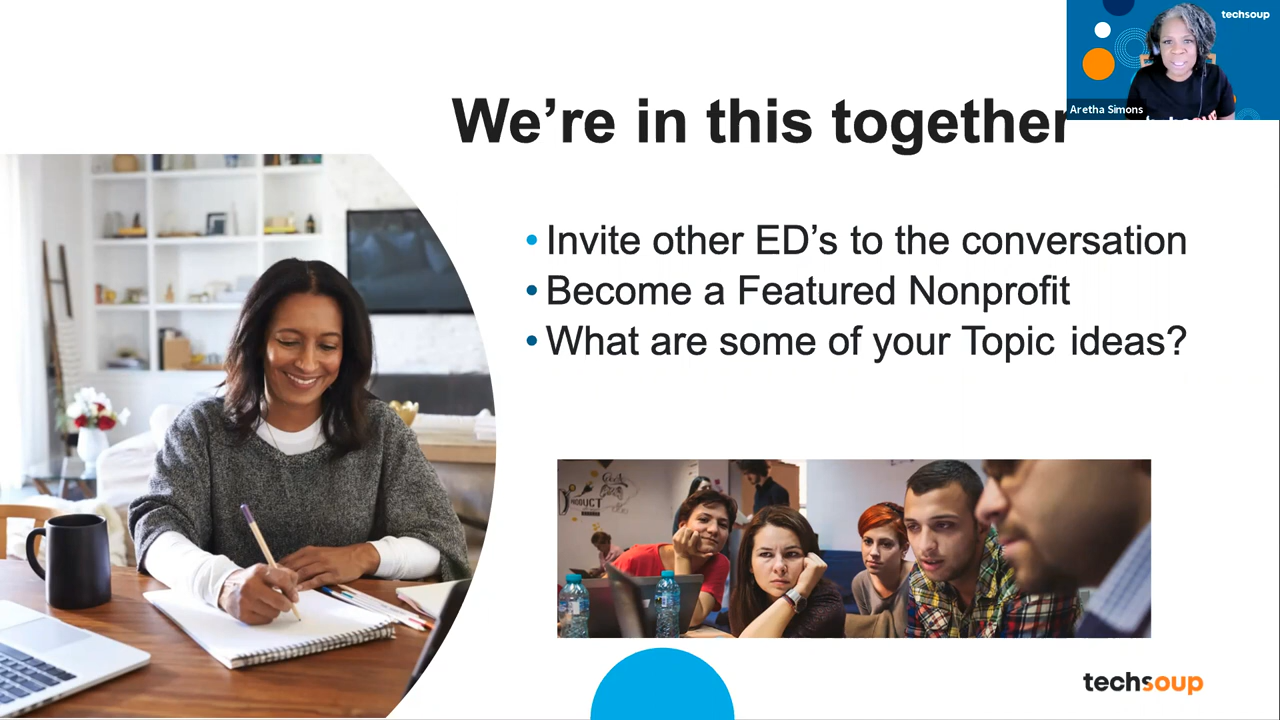 techsoup
Aretha Simons
We're in this together
• Invite other ED's to the conversation
• Become a Featured Nonprofit
• What are some of your Topic ideas?
PRODUCT
techsoup